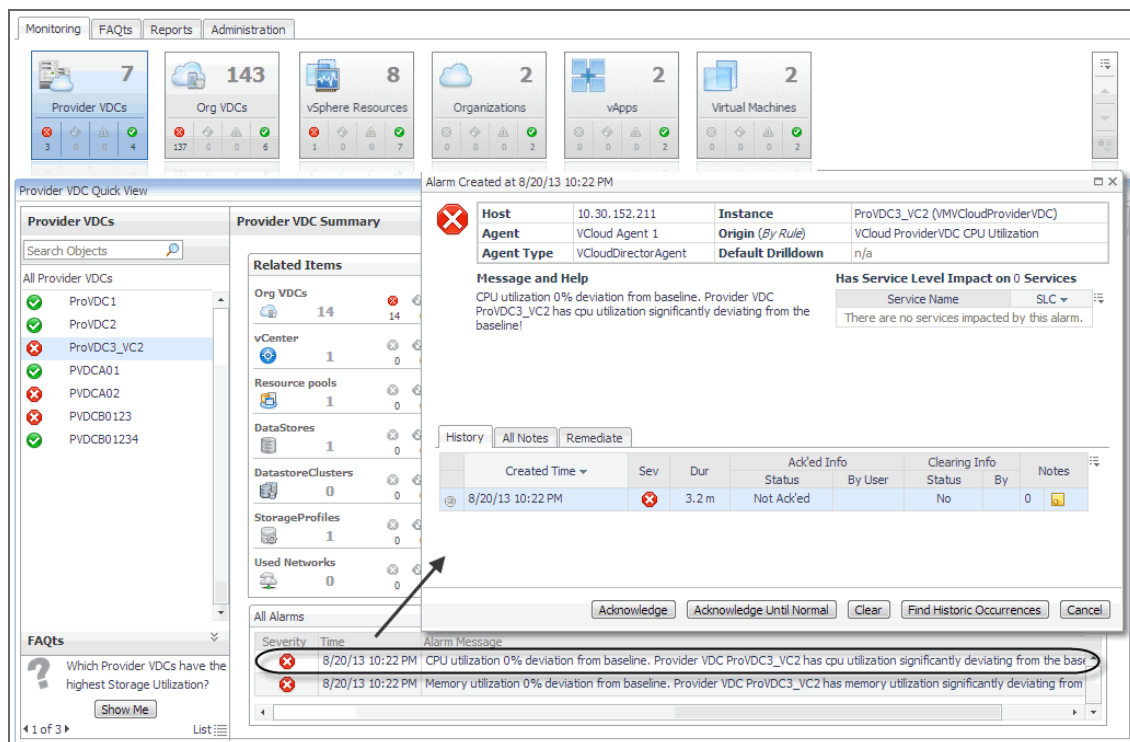 Monitoring FAQts Reports Administration
7 143 8 2 2 2
Provider VDCs Org VDCs vSphere Resources Organizations vApps Virtual Machines
3 0 0 4 137 0 0 6 1 0 0 7 0 0 0 2 0 0 0 2 0 0 0 2
Provider VDC Quick View
Provider VDCs
Search Objects
All Provider VDCs
ProVDC1
ProVDC2
ProVDC3_VC2
PVDCA01
PVDCA02
PVDCB0123
PVDCB01234
FAQts
Which Provider VDCs have the
highest Storage Utilization?
Show Me
1 of 3 List
Provider VDC Summary
Related Items
Org VDCs
14 14
vCenter
1 0
Resource pools
1 0
DataStores
1 0
DatastoreClusters
0 0
StorageProfiles
1 0
Used Networks
0 0
All Alarms
Severity Time Alarm Message
8/20/13 10:22 PM CPU utilization 0% deviation from baseline. Provider VDC ProVDC3_VC2 has cpu utilization significantly deviating from the base
8/20/13 10:22 PM Memory utilization 0% deviation from baseline. Provider VDC ProVDC3_VC2 has memory utilization significantly deviating from
Alarm Created at 8/20/13 10:22 PM
Host 10.30.152.211 Instance ProVDC3_VC2 (VMVCloudProviderVDC)
Agent VCloud Agent 1 Origin (By Rule) VCloud ProviderVDC CPU Utilization
Agent Type VCloudDirectorAgent Default Drilldown n/a
Message and Help
CPU utilization 0% deviation from baseline. Provider VDC
ProVDC3_VC2 has cpu utilization significantly deviating from the
baseline!
Has Service Level Impact on 0 Services
Service Name SLC
There are no services impacted by this alarm.
History All Notes Remediate
Created Time Sev Dur Ack'ed Info Clearing Info Notes
Status By User Status By
8/20/13 10:22 PM 3.2 m Not Ack'ed No 0
Acknowledge Acknowledge Until Normal Clear Find Historic Occurrences Cancel